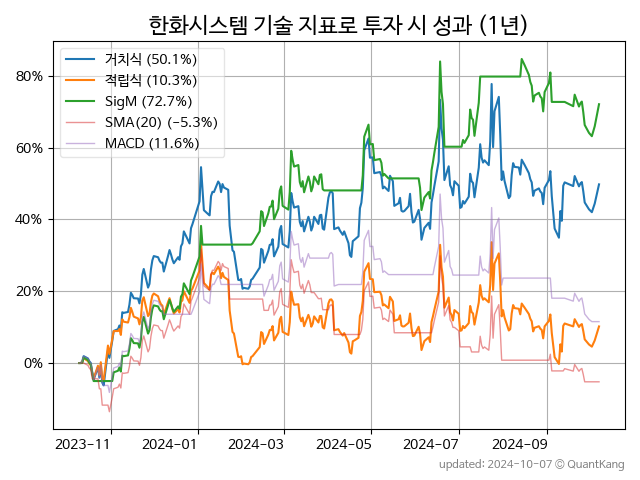 한화시스템 기술 지표로 투자 시 성과 (1년)
거치식 (50.1%)
적립식 (10.3%)
SigM (72.7%)
SMA(20) (−5.3%)
MACD (11.6%)
80%
60%
40%
20%
0%
2023-11 2024-01 2024-03 2024-05 2024-07 2024-09
updated: 2024-10-07 © QuantKang